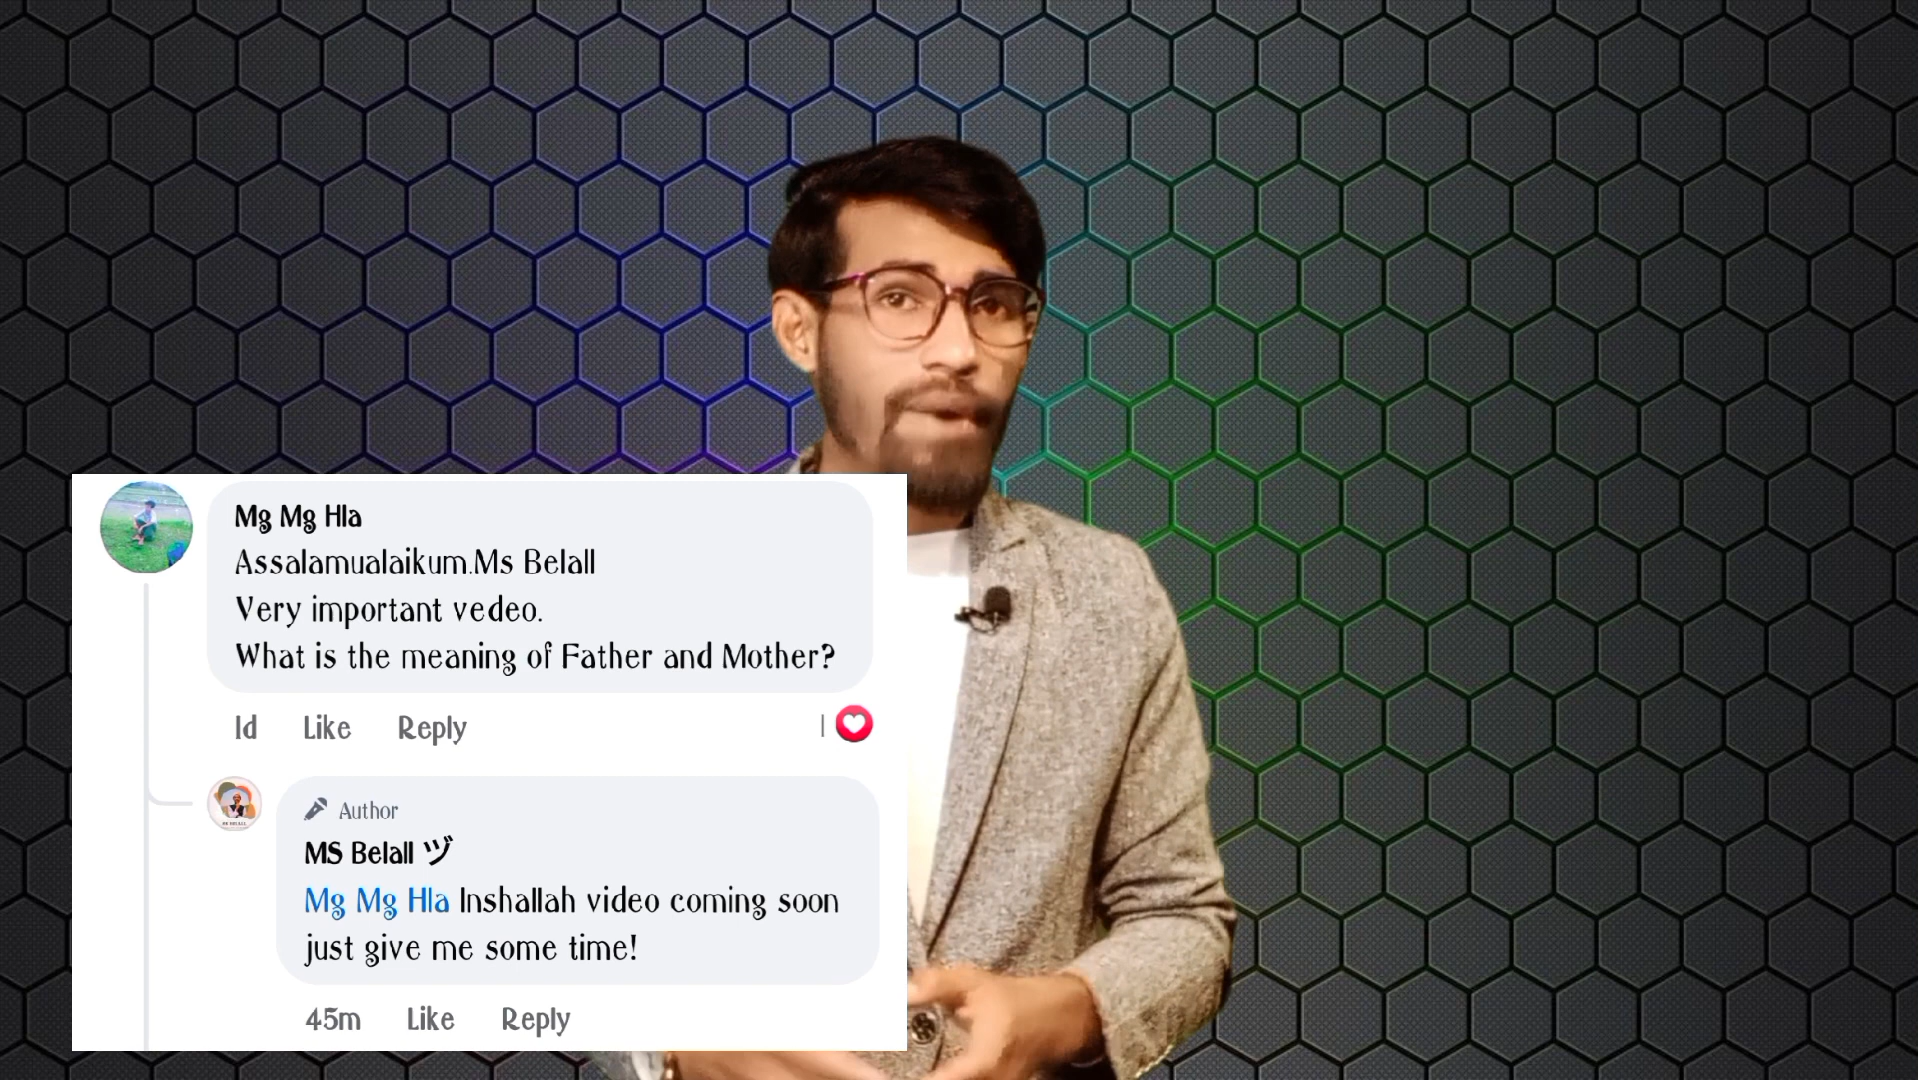 Mg Mg Hla
Assalamualaikum.Ms Belall
Very important vedeo.
What is the meaning of Father and Mother?
1d Like Reply 1
Author
MS Belall ヅ
Mg Mg Hla Inshallah video coming soon
just give me some time!
45m Like Reply